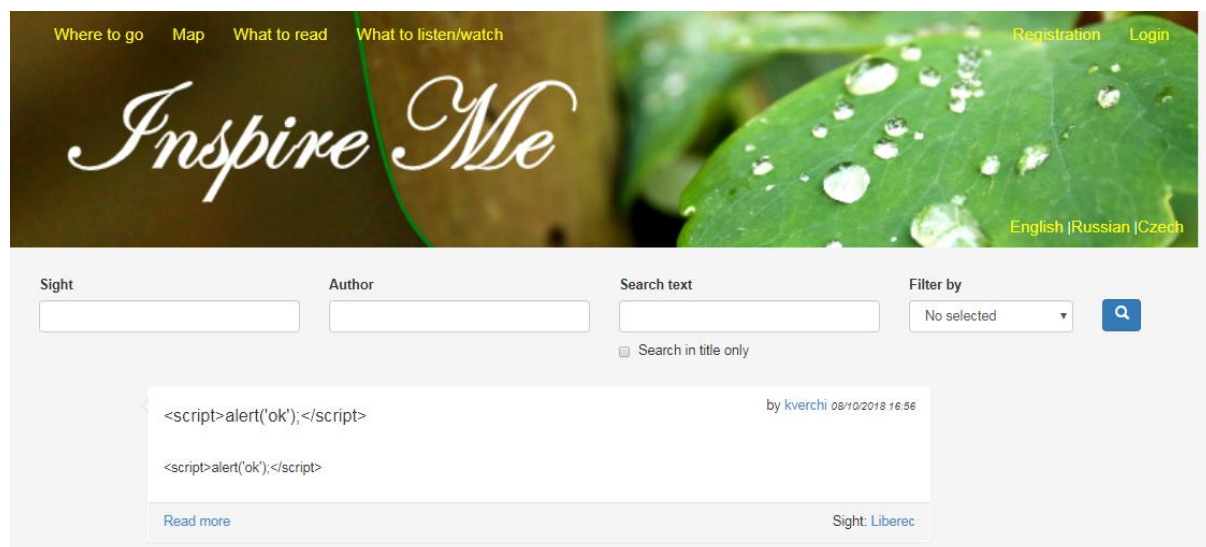 Where to go Map What to read What to listen/watch Registration Login
Inspire Me
English |Russian |Czech
Sight Author Search text Filter by
No selected
Search in title only
<script>alert('ok');</script> by kverchi 08/10/2018 16:56
<script>alert('ok');</script>
Read more Sight: Liberec